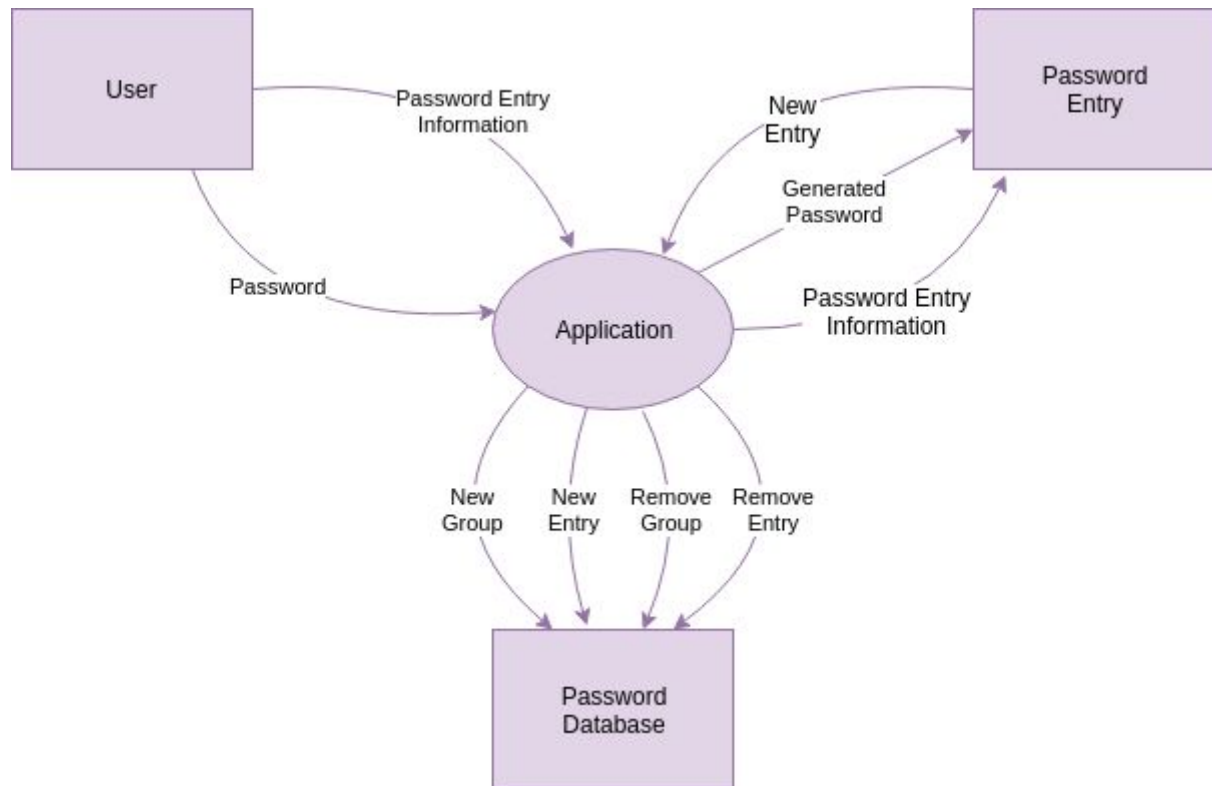 User
Password
Entry
Password Entry
Information
New
Entry
Generated
Password
Password
Password Entry
Information
Application
New
Group
New
Entry
Remove
Group
Remove
Entry
Password
Database